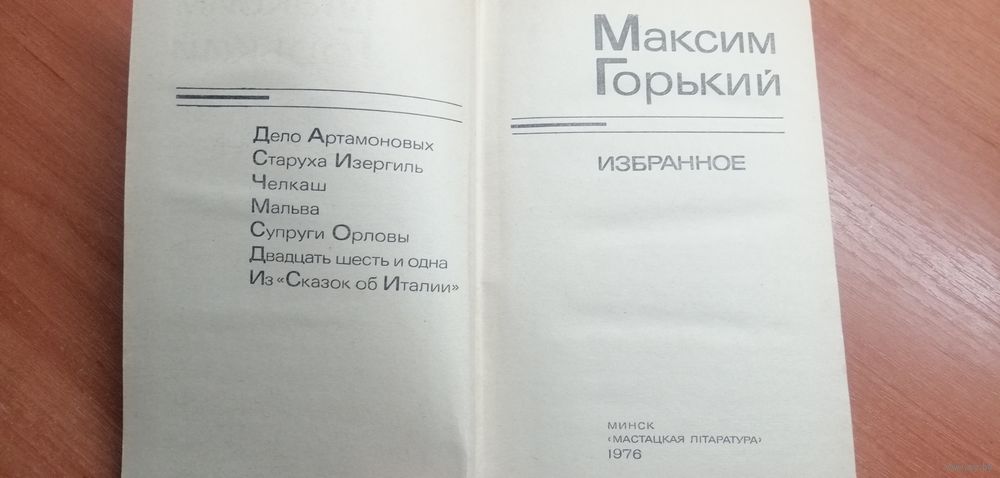 Дело Артамоновых
Старуха Изергиль
Челкаш
Мальва
Супруги Орловы
Двадцать шесть и одна
Из «Сказок об Италии»
Максим
Горький
ИЗБРАННОЕ
МИНСК
«МАСТАЦКАЯ ЛІТАРАТУРА»
1976